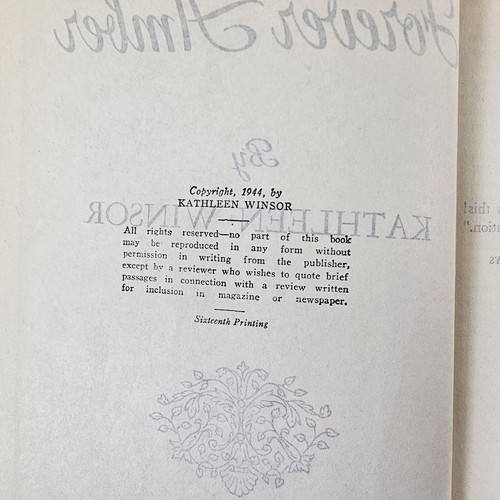 Forever Amber
By
KATHLEEN WINSOR
Copyright, 1944, by
KATHLEEN WINSOR
All rights reserved—no part of this book
may be reproduced in any form without
permission in writing from the publisher,
except by a reviewer who wishes to quote brief
passages in connection with a review written
for inclusion in magazine or newspaper.
Sixteenth Printing
this!